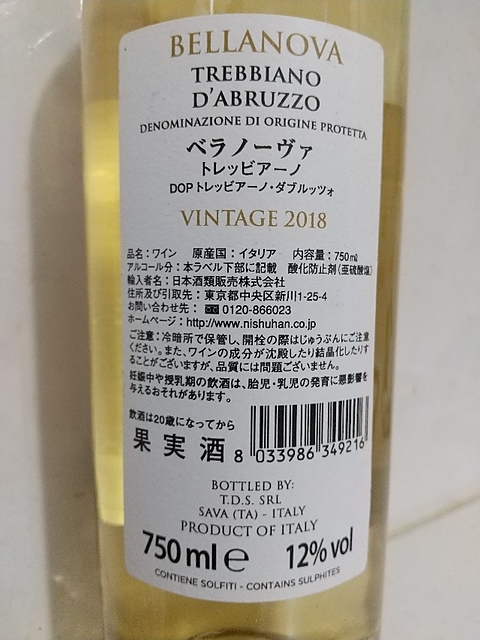 BELLANOVA
TREBBIANO
D'ABRUZZO
DENOMINAZIONE DI ORIGINE PROTETTA
ベラノーヴァ
トレッビアーノ
DOPトレッビアーノ・ダブルッツォ
VINTAGE 2018
品名：ワイン 原産国：イタリア 内容量：750㎖
アルコール分：本ラベル下部に記載 酸化防止剤（亜硫酸塩）
輸入者名：日本酒類販売株式会社
住所及び引取先：東京都中央区新川1-25-4
お問い合わせ先： 0120-866023
ホームページ：http://www.nishuhan.co.jp
ご注意：冷暗所で保管し、開栓の際はじゅうぶんにご注意
ください。また、ワインの成分が沈殿したり結晶化したりす
ることがございますが、品質には問題ございません。
妊娠中や授乳期の飲酒は、胎児・乳児の発育に悪影響を
与えるおそれがあります。
飲酒は20歳になってから
果実酒
8 033986 349216
BOTTLED BY:
T.D.S. SRL
SAVA (TA) - ITALY
PRODUCT OF ITALY
750 ml e 12% vol
CONTIENE SOLFITI - CONTAINS SULPHITES